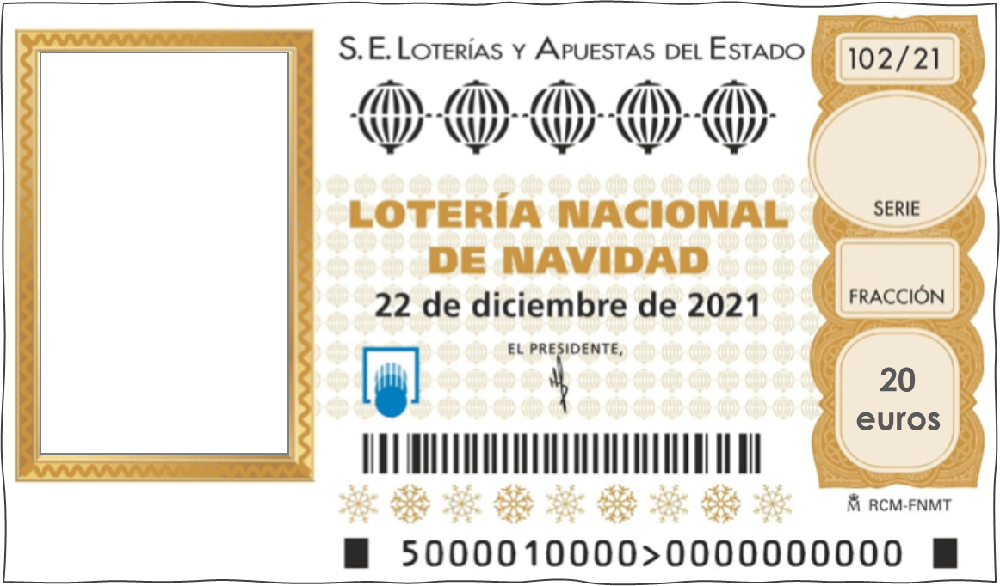 S. E. LOTERÍAS Y APUESTAS DEL ESTADO
102/21
LOTERÍA NACIONAL
DE NAVIDAD
22 de diciembre de 2021
EL PRESIDENTE,
SERIE
FRACCIÓN
20
euros
RCM-FNMT
5000010000>0000000000